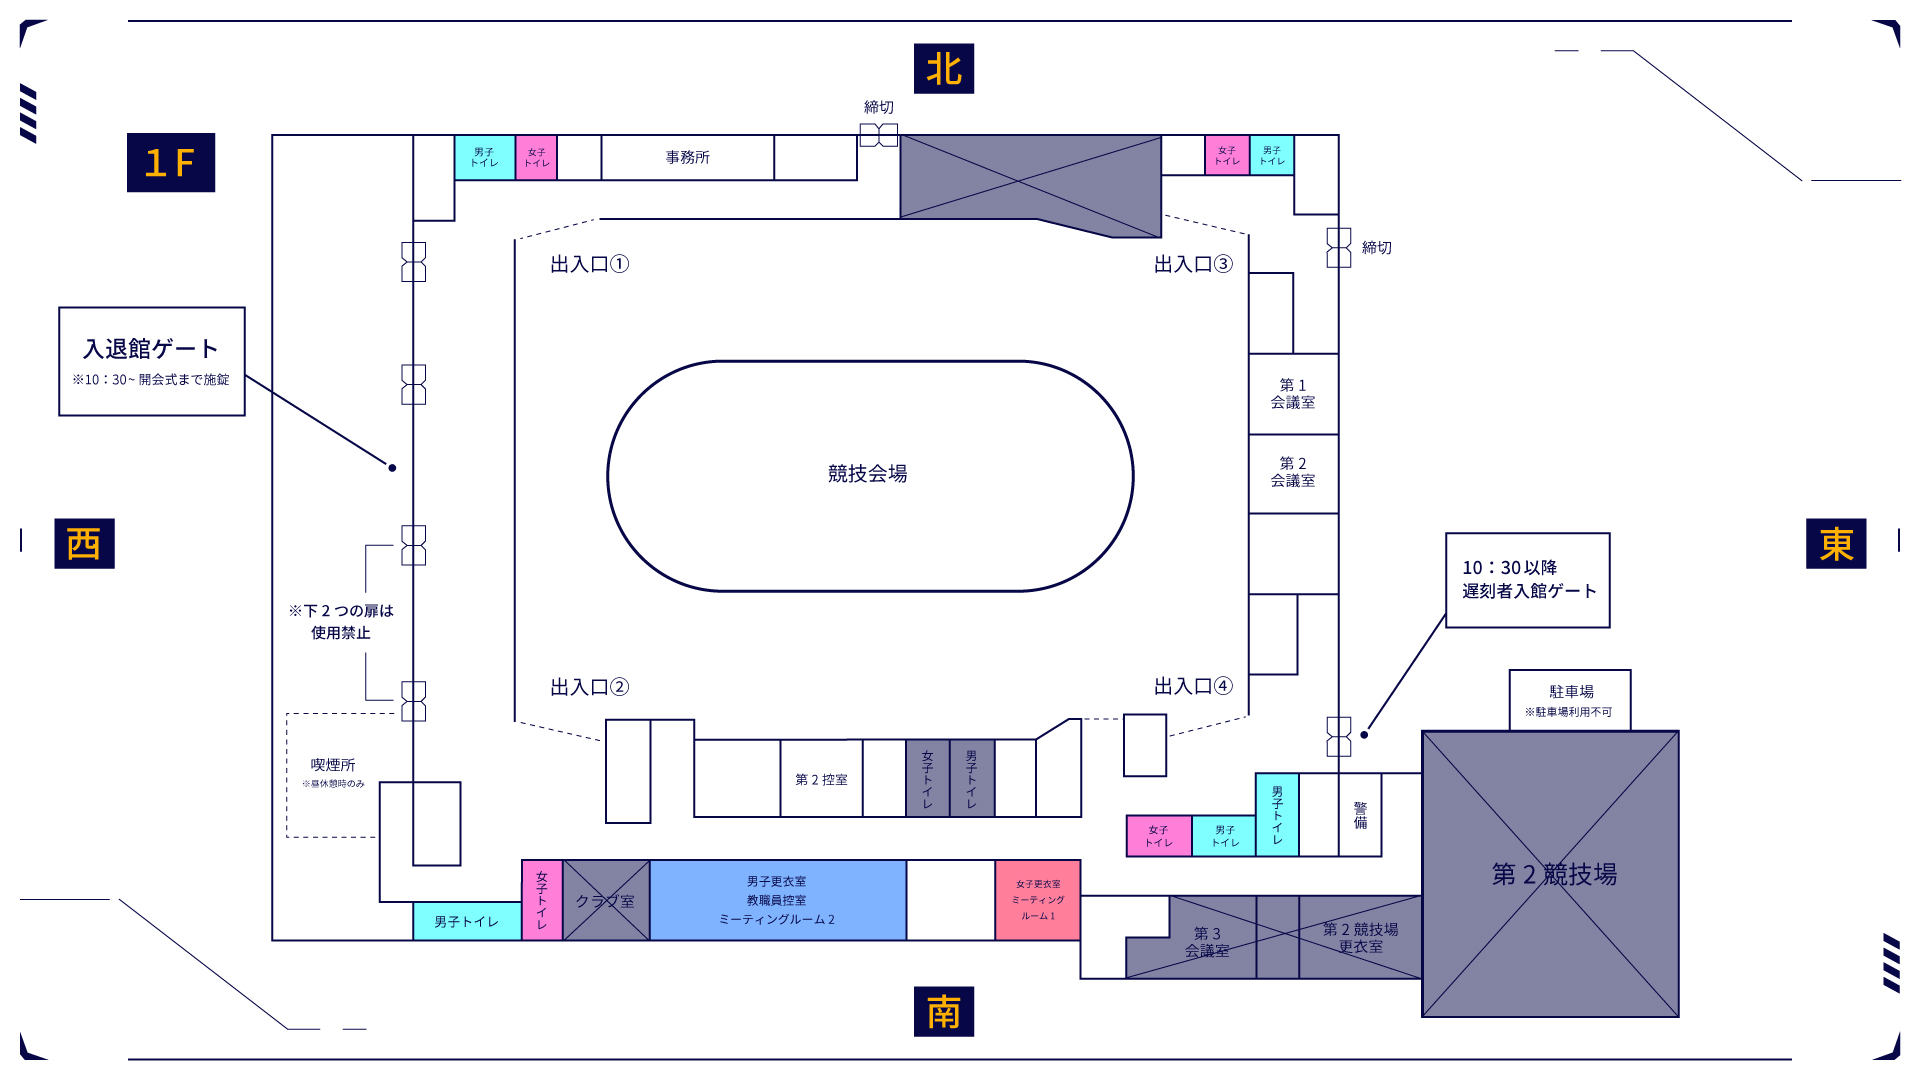 北
締切
１Ｆ
男子
トイレ
女子
トイレ
事務所
女子
トイレ
男子
トイレ
締切
出入口①
出入口③
入退館ゲート
※10：30~ 開会式まで施錠
第 1
会議室
競技会場
第 2
会議室
西
東
10：30 以降
遅刻者入館ゲート
※下 2 つの扉は
使用禁止
出入口②
出入口④
駐車場
※駐車場利用不可
喫煙所
※昼休憩時のみ
第 2 控室
女子トイレ
男子トイレ
男子トイレ
警備
女子
トイレ
男子
トイレ
第 2 競技場
男子トイレ
女子トイレ
クラブ室
男子更衣室
教職員控室
ミーティングルーム 2
女子更衣室
ミーティング
ルーム 1
第 3
会議室
第 2 競技場
更衣室
南